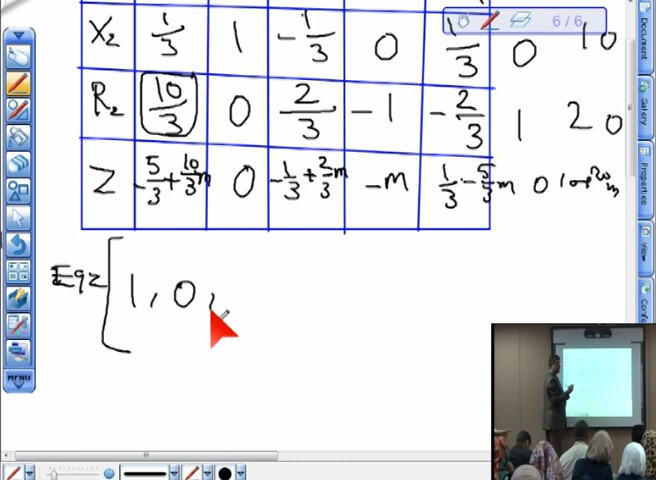 6 / 6
X₂ 1/3 1 -1/3 0 1/3 0 10
R₂ 10/3 0 2/3 -1 -2/3 1 20
Z -5/3+10/3m 0 -1/3+2/3m -m 1/3-5/3m 0
Eq2 [ 1, 0,
MENU
Document
Gallery
Properties